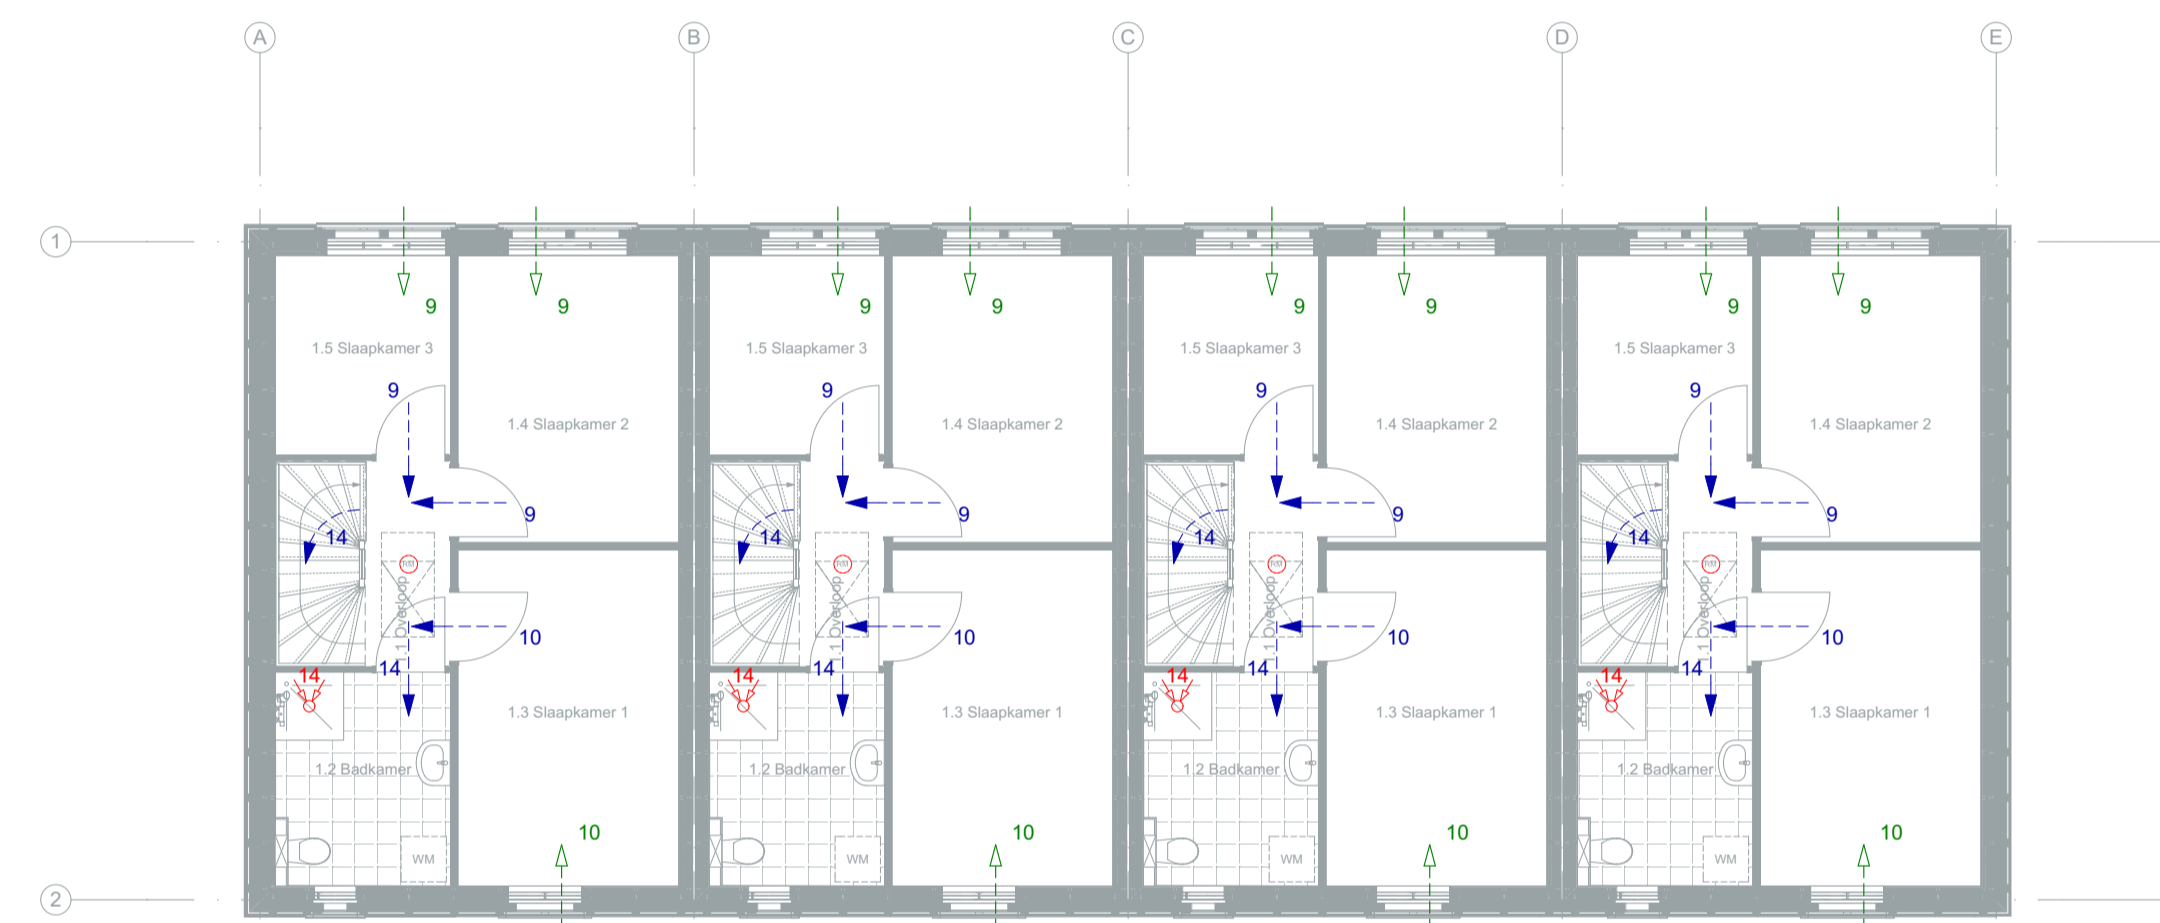 A B C D E
1
9 9 9 9 9 9 9 9
1.5 Slaapkamer 3 1.5 Slaapkamer 3 1.5 Slaapkamer 3 1.5 Slaapkamer 3
9 9 9 9
1.4 Slaapkamer 2 1.4 Slaapkamer 2 1.4 Slaapkamer 2 1.4 Slaapkamer 2
9 9 9 9
14 14 14 14
RM RM RM RM
1.1 Overloop 1.1 Overloop 1.1 Overloop 1.1 Overloop
10 10 10 10
14 14 14 14 14 14 14 14
1.3 Slaapkamer 1 1.3 Slaapkamer 1 1.3 Slaapkamer 1 1.3 Slaapkamer 1
1.2 Badkamer 1.2 Badkamer 1.2 Badkamer 1.2 Badkamer
10 10 10 10
WM WM WM WM
2